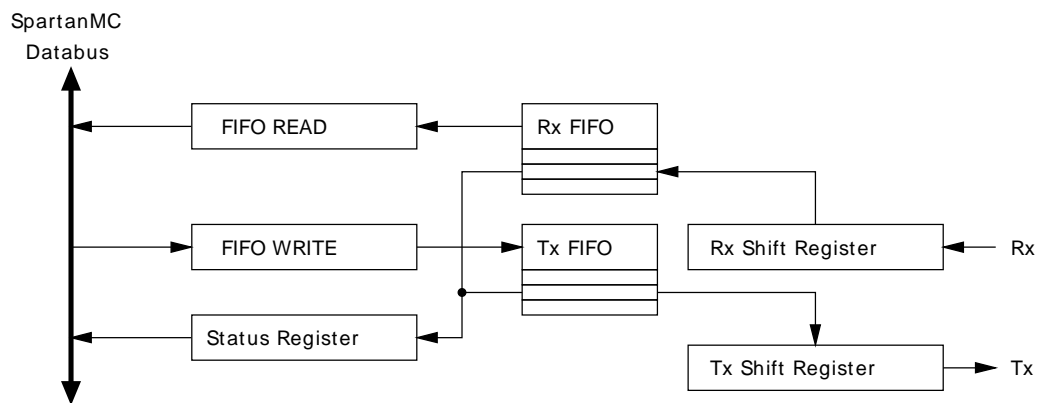 SpartanMC
Databus
FIFO READ
Rx FIFO
FIFO WRITE
Tx FIFO
Rx Shift Register
Rx
Status Register
Tx Shift Register
Tx